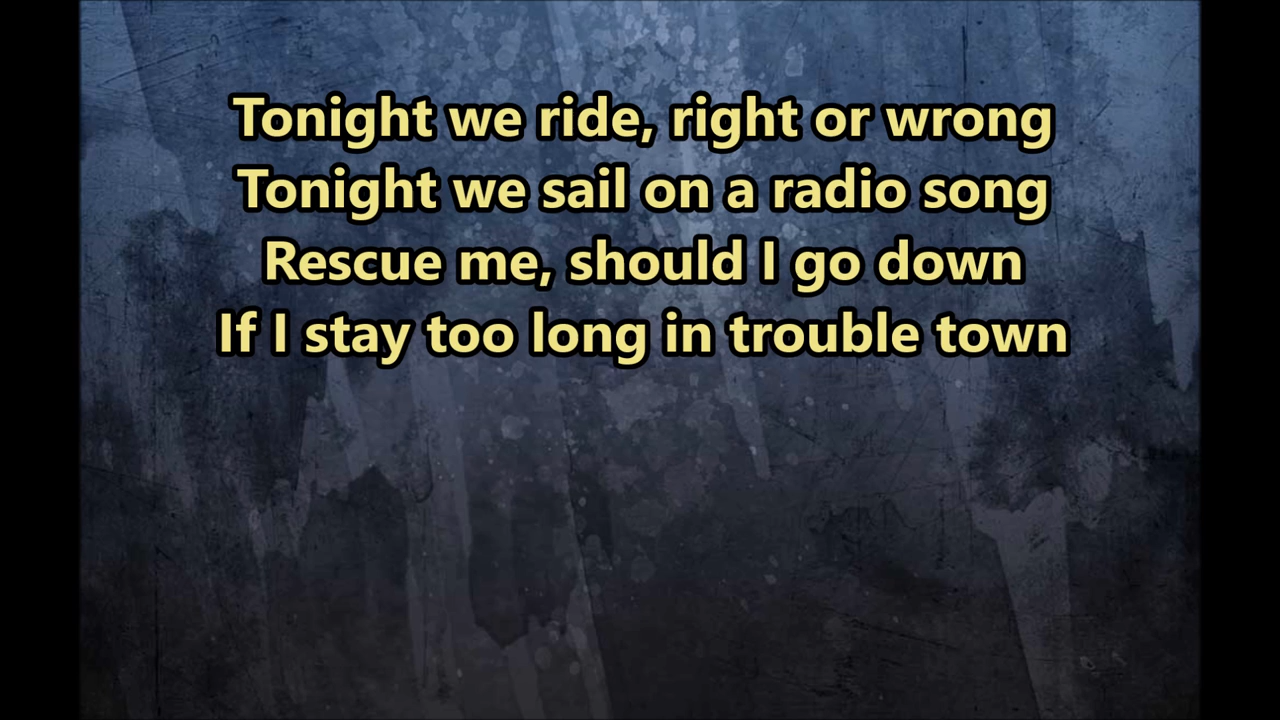 Tonight we ride, right or wrong
Tonight we sail on a radio song
Rescue me, should I go down
If I stay too long in trouble town